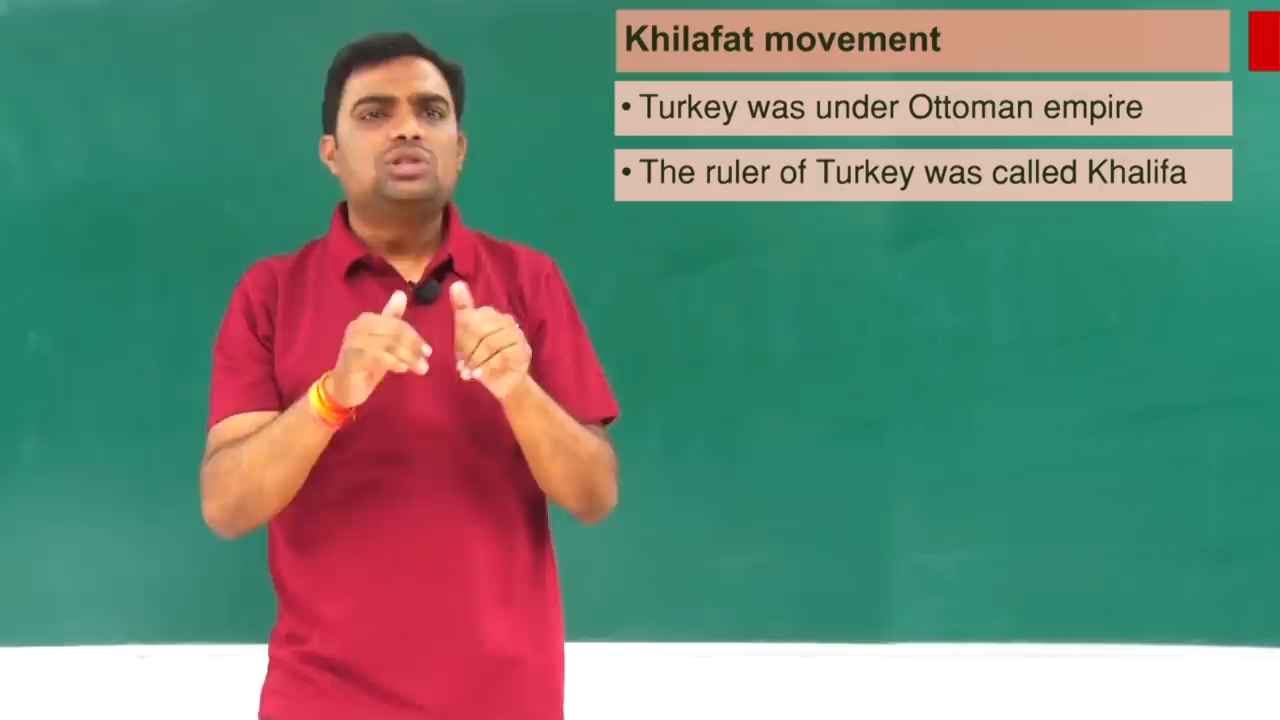 Khilafat movement
• Turkey was under Ottoman empire
• The ruler of Turkey was called Khalifa